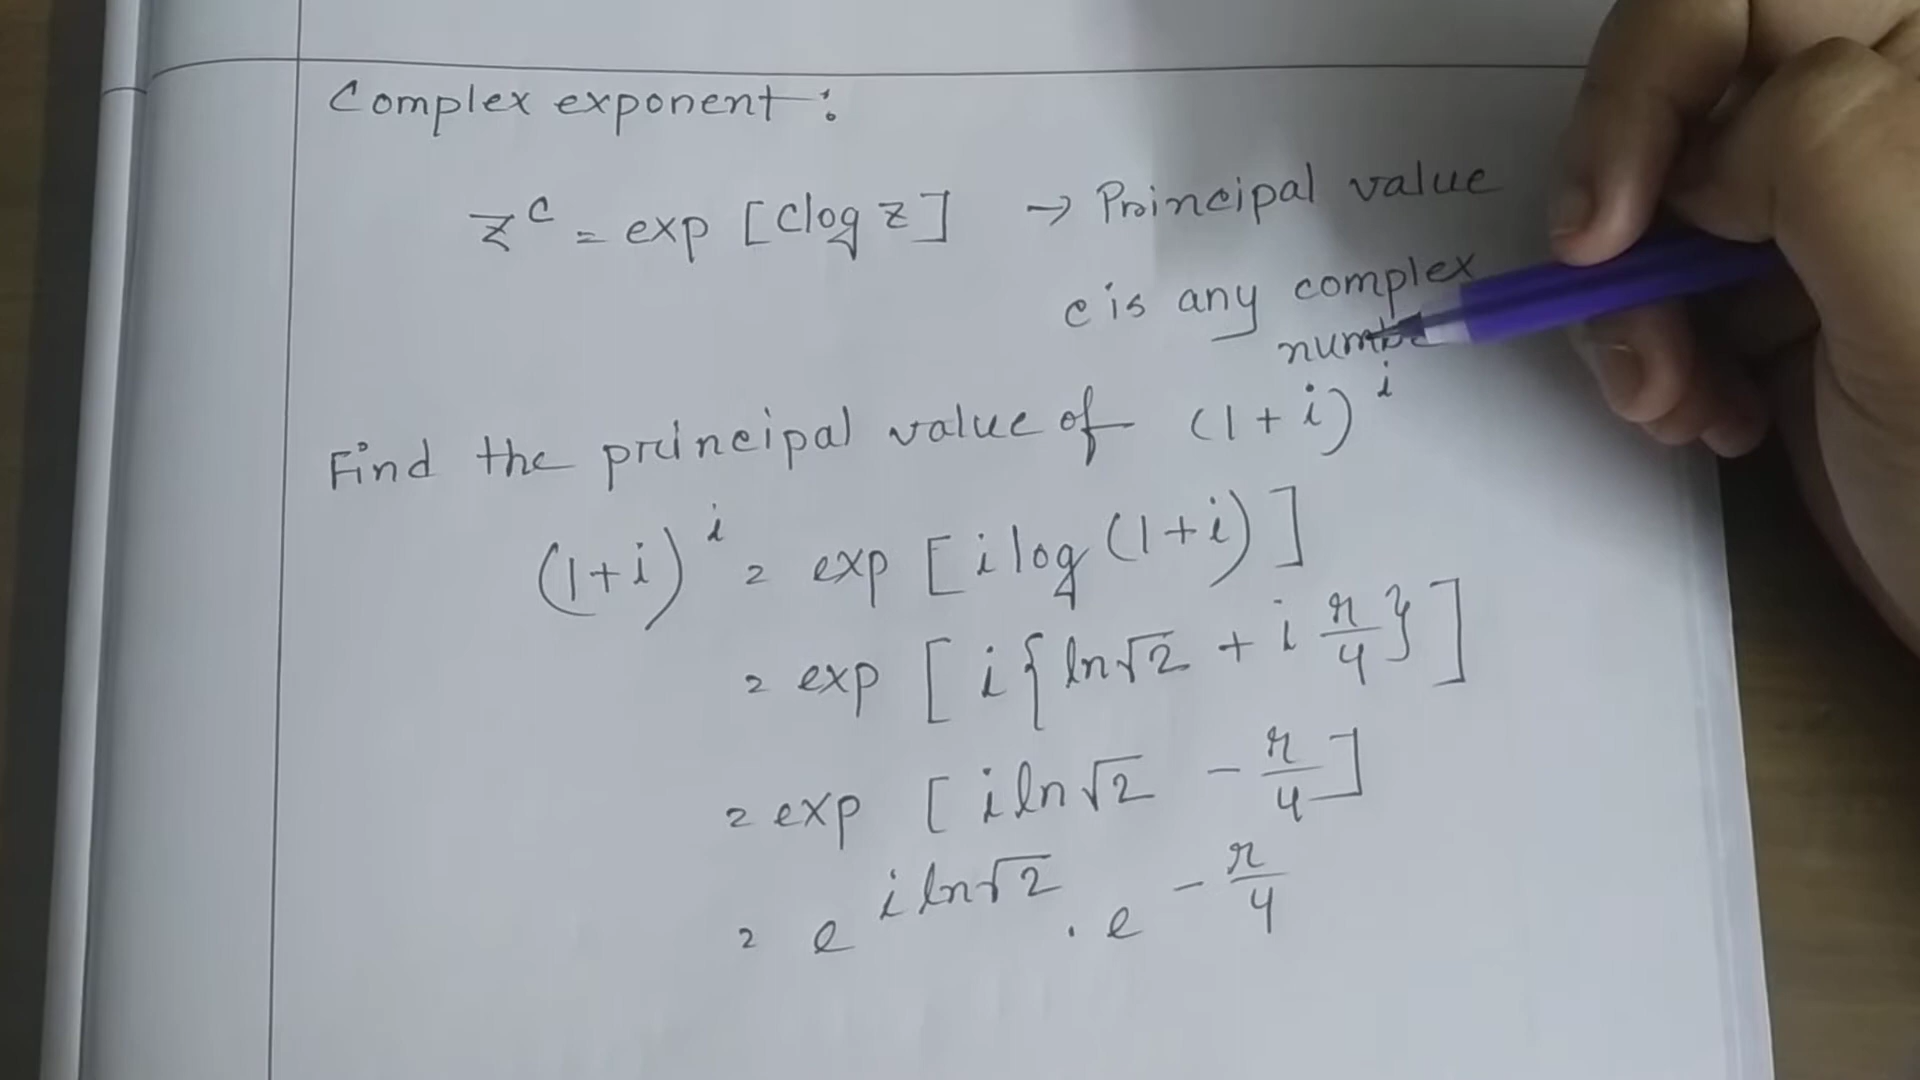 Complex exponent:
z^c = exp [c log z] → Principal value
c is any complex
Find the principal value of (1+i)^i
(1+i)^i = exp [i log (1+i)]
= exp [i{ln√2 + i π/4}]
= exp [i ln√2 - π/4]
= e^{i ln√2} . e^{-π/4}